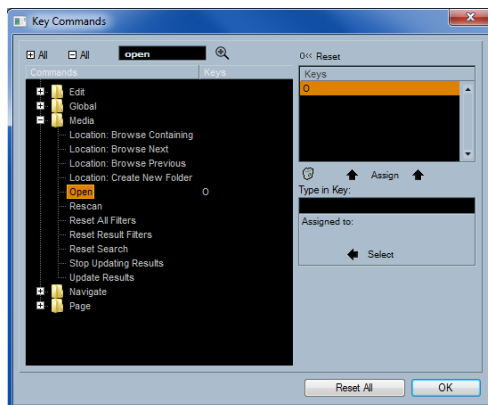 Key Commands
All
All
open
0<< Reset
Commands
Keys
Keys
O
Edit
Global
Media
Location: Browse Containing
Location: Browse Next
Location: Browse Previous
Location: Create New Folder
Open
O
Rescan
Reset All Filters
Reset Result Filters
Reset Search
Stop Updating Results
Update Results
Navigate
Page
Assign
Type in Key:
Assigned to:
Select
Reset All
OK